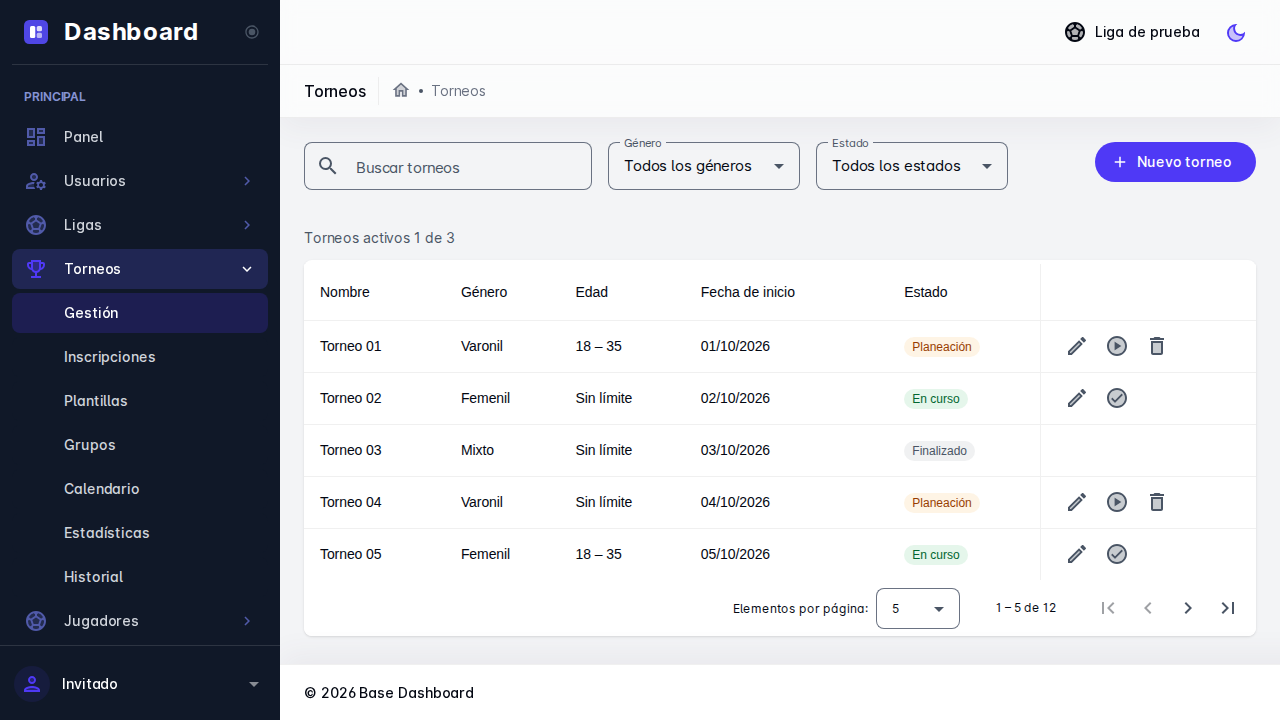 Dashboard
PRINCIPAL
Panel
Usuarios
Ligas
Torneos
Gestión
Inscripciones
Plantillas
Grupos
Calendario
Estadísticas
Historial
Jugadores
Invitado
Liga de prueba
Torneos • Torneos
Buscar torneos
Género
Todos los géneros
Estado
Todos los estados
Nuevo torneo
Torneos activos 1 de 3
Nombre Género Edad Fecha de inicio Estado
Torneo 01 Varonil 18 – 35 01/10/2026 Planeación
Torneo 02 Femenil Sin límite 02/10/2026 En curso
Torneo 03 Mixto Sin límite 03/10/2026 Finalizado
Torneo 04 Varonil Sin límite 04/10/2026 Planeación
Torneo 05 Femenil 18 – 35 05/10/2026 En curso
Elementos por página: 5 1 – 5 de 12
© 2026 Base Dashboard